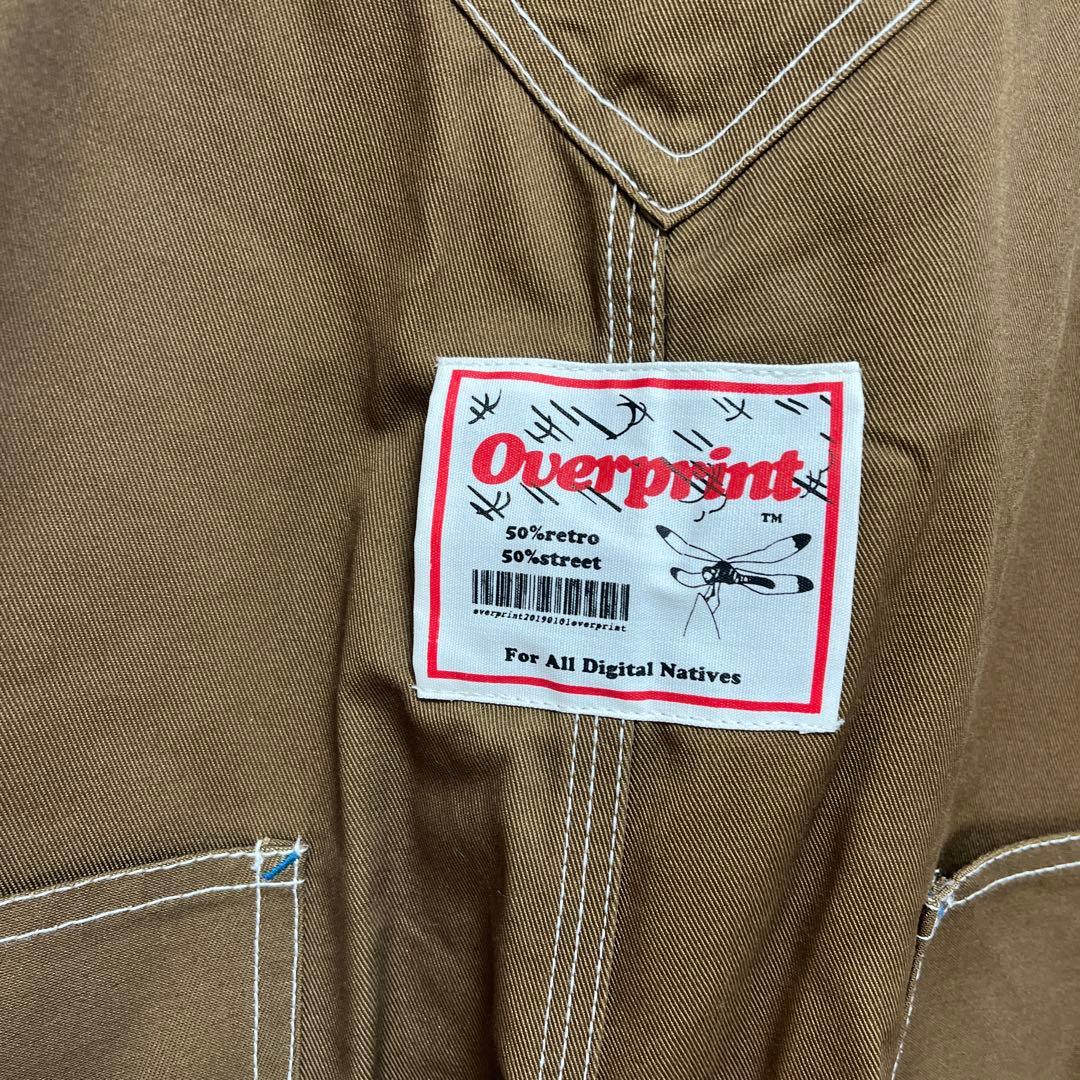 Overprint
TM
50%retro
50%street
overprint20190101overprint
For All Digital Natives